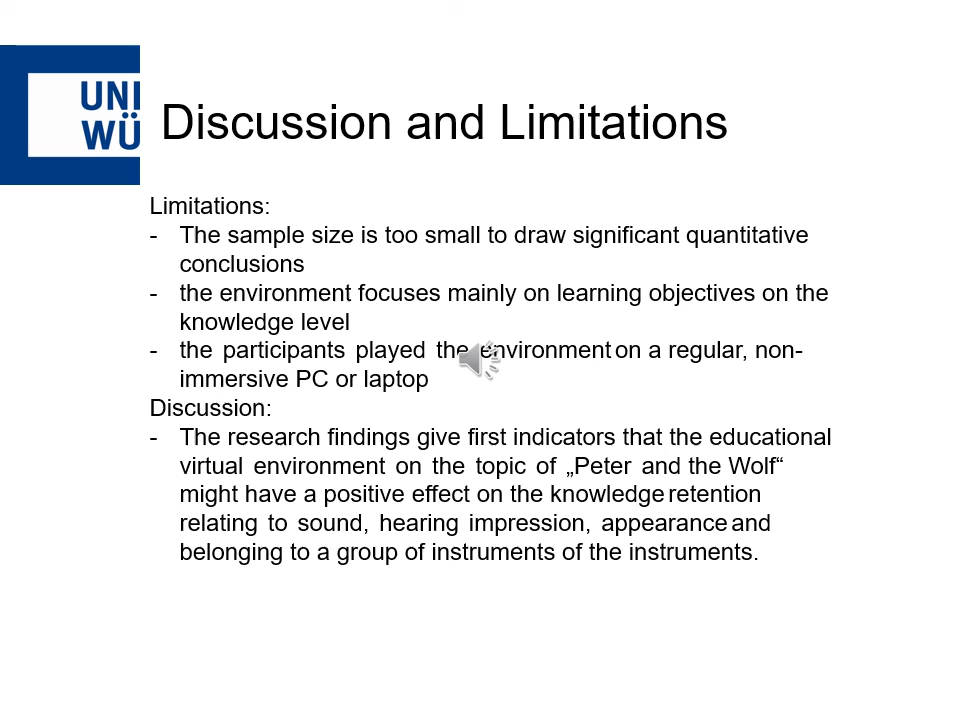 UNI
WÜ
Discussion and Limitations
Limitations:
- The sample size is too small to draw significant quantitative
conclusions
- the environment focuses mainly on learning objectives on the
knowledge level
- the participants played the environment on a regular, non-
immersive PC or laptop
Discussion:
- The research findings give first indicators that the educational
virtual environment on the topic of „Peter and the Wolf“
might have a positive effect on the knowledge retention
relating to sound, hearing impression, appearance and
belonging to a group of instruments of the instruments.